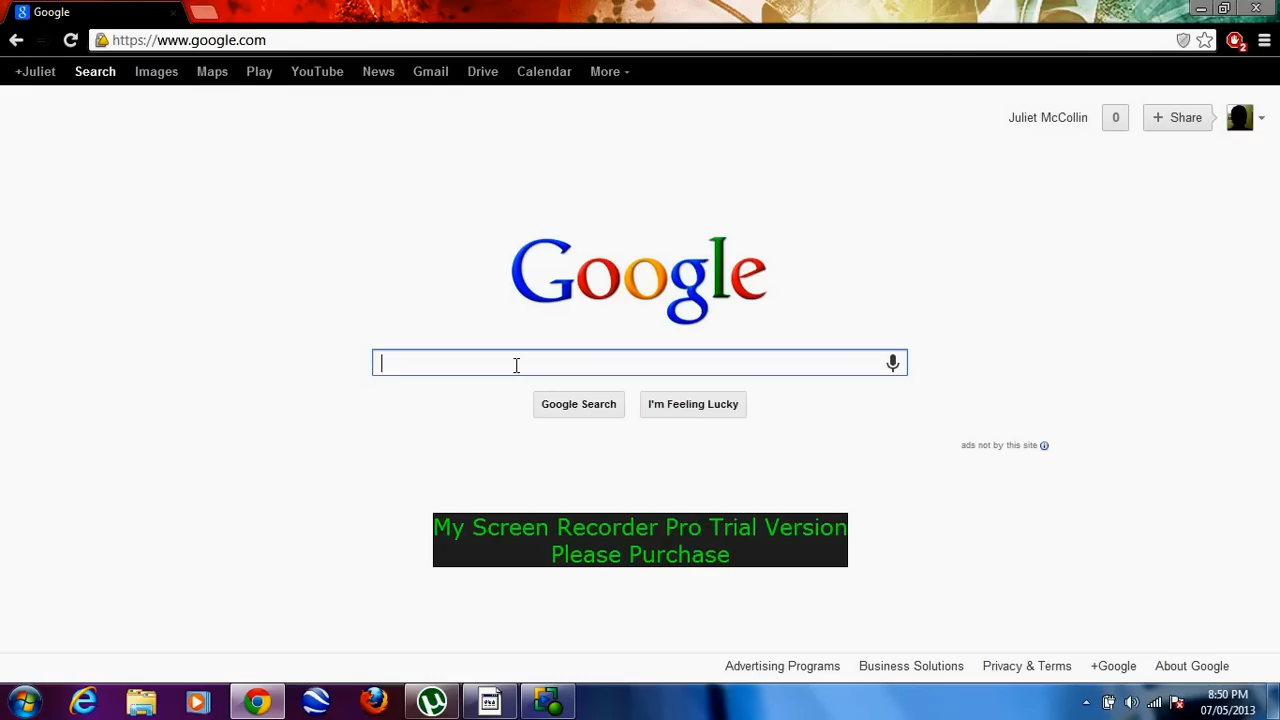 Google
https://www.google.com
2
+Juliet Search Images Maps Play YouTube News Gmail Drive Calendar More
Juliet McCollin 0 + Share
Google
Google Search I'm Feeling Lucky
ads not by this site
My Screen Recorder Pro Trial Version
Please Purchase
Advertising Programs Business Solutions Privacy & Terms +Google About Google
8:50 PM
07/05/2013